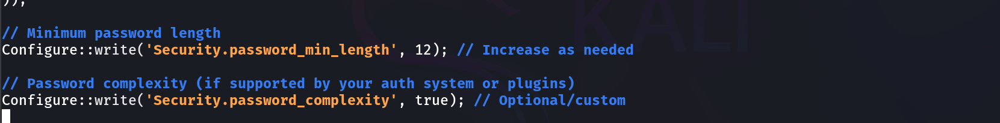 ));
// Minimum password length
Configure::write('Security.password_min_length', 12); // Increase as needed
// Password complexity (if supported by your auth system or plugins)
Configure::write('Security.password_complexity', true); // Optional/custom
KALI